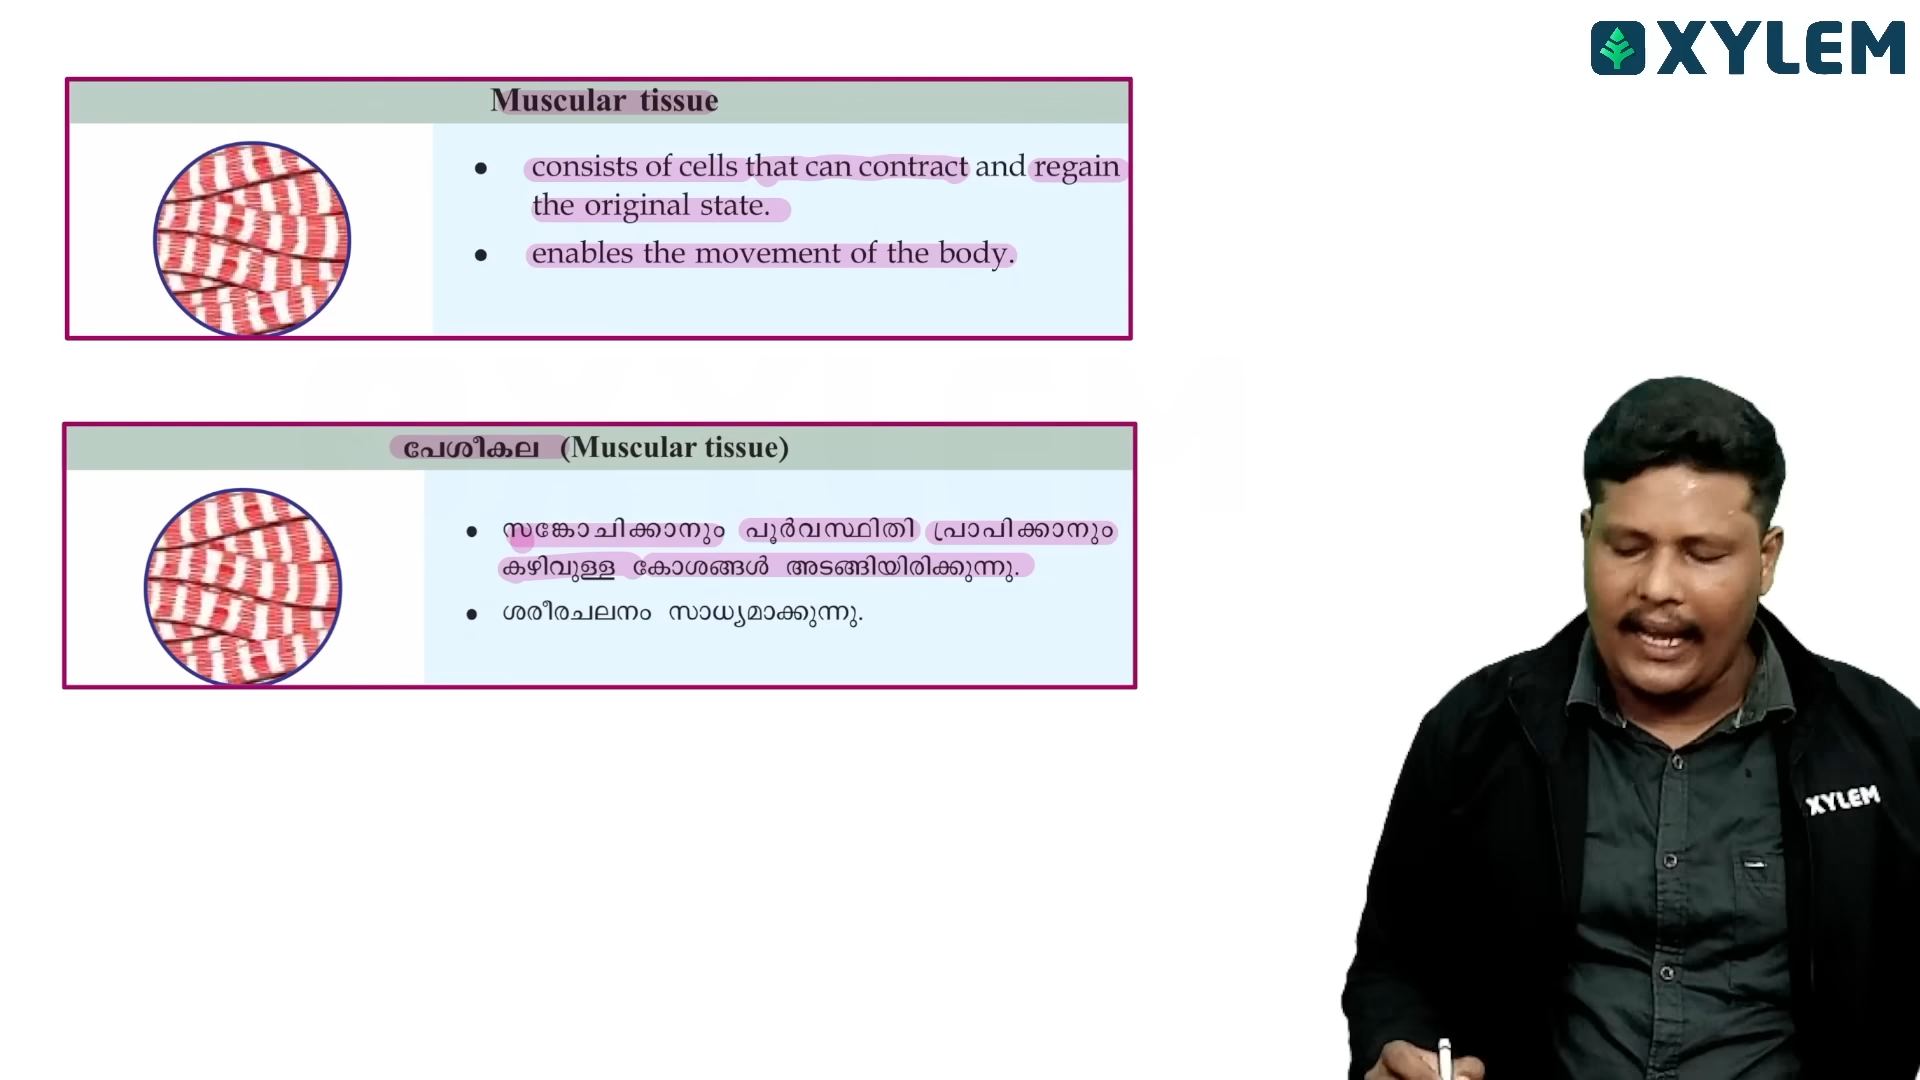 XYLEM
Muscular tissue
• consists of cells that can contract and regain
the original state.
• enables the movement of the body.
പേശീകല (Muscular tissue)
• സങ്കോചിക്കാനും പൂർവസ്ഥിതി പ്രാപിക്കാനും
കഴിവുള്ള കോശങ്ങൾ അടങ്ങിയിരിക്കുന്നു.
• ശരീരചലനം സാധ്യമാക്കുന്നു.
XYLEM